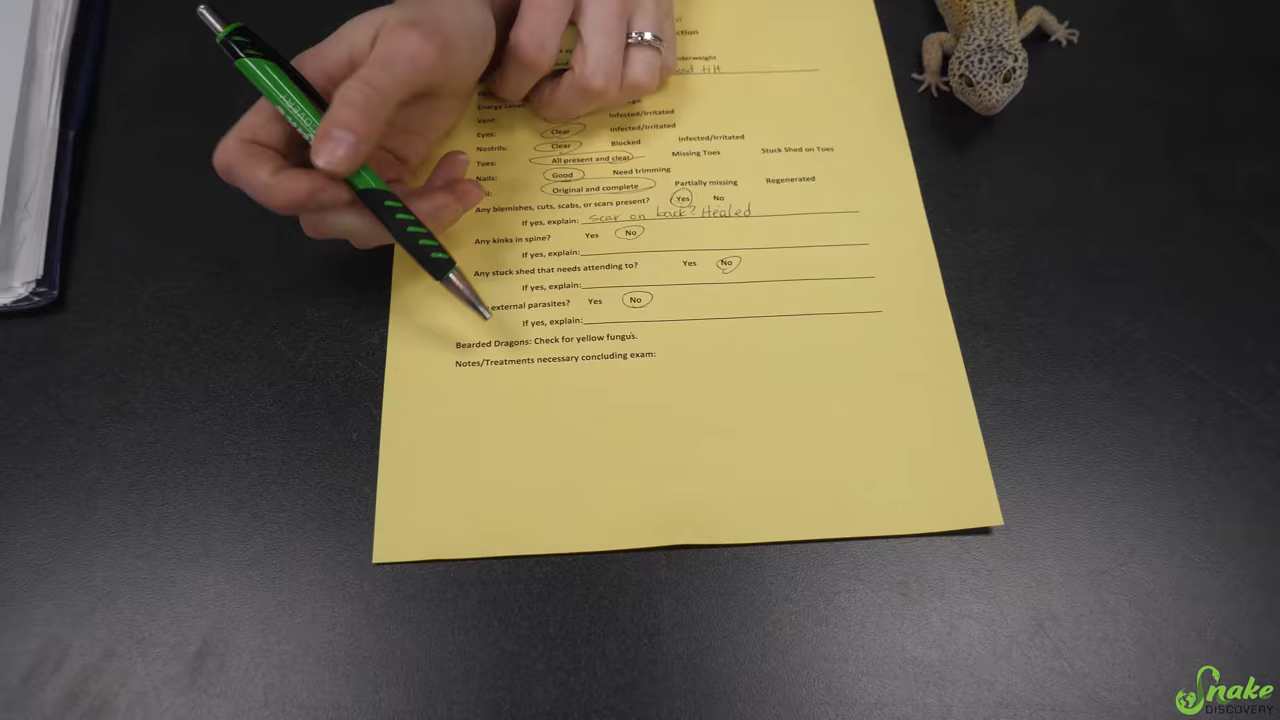 ction
derweight
ead tilt
Energy Level:
Vent: Infected/Irritated
Eyes: Clear Infected/Irritated
Nostrils: Clear Blocked Infected/Irritated
Toes: All present and clear Missing Toes Stuck Shed on Toes
Nails: Good Need trimming
il: Original and complete Partially missing Regenerated
Any blemishes, cuts, scabs, or scars present? Yes No
If yes, explain: Scar on back? Healed
Any kinks in spine? Yes No
If yes, explain:
Any stuck shed that needs attending to? Yes No
If yes, explain:
external parasites? Yes No
If yes, explain:
Bearded Dragons: Check for yellow fungus.
Notes/Treatments necessary concluding exam:
Snake
DISCOVERY